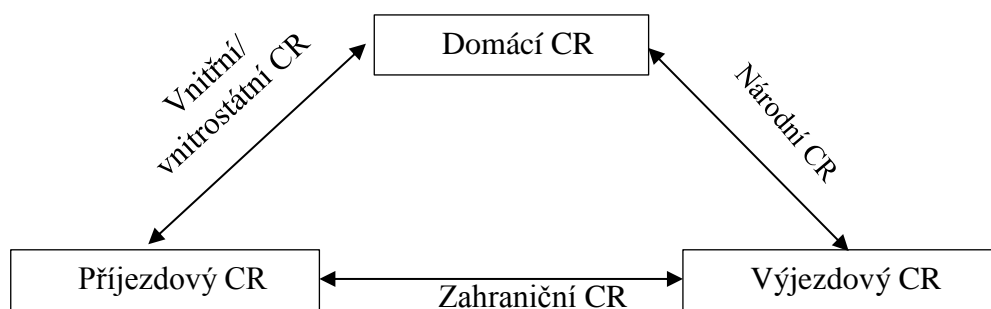 Domácí CR
Vnitřní/
vnitrostátní CR
Národní CR
Příjezdový CR
Zahraniční CR
Výjezdový CR